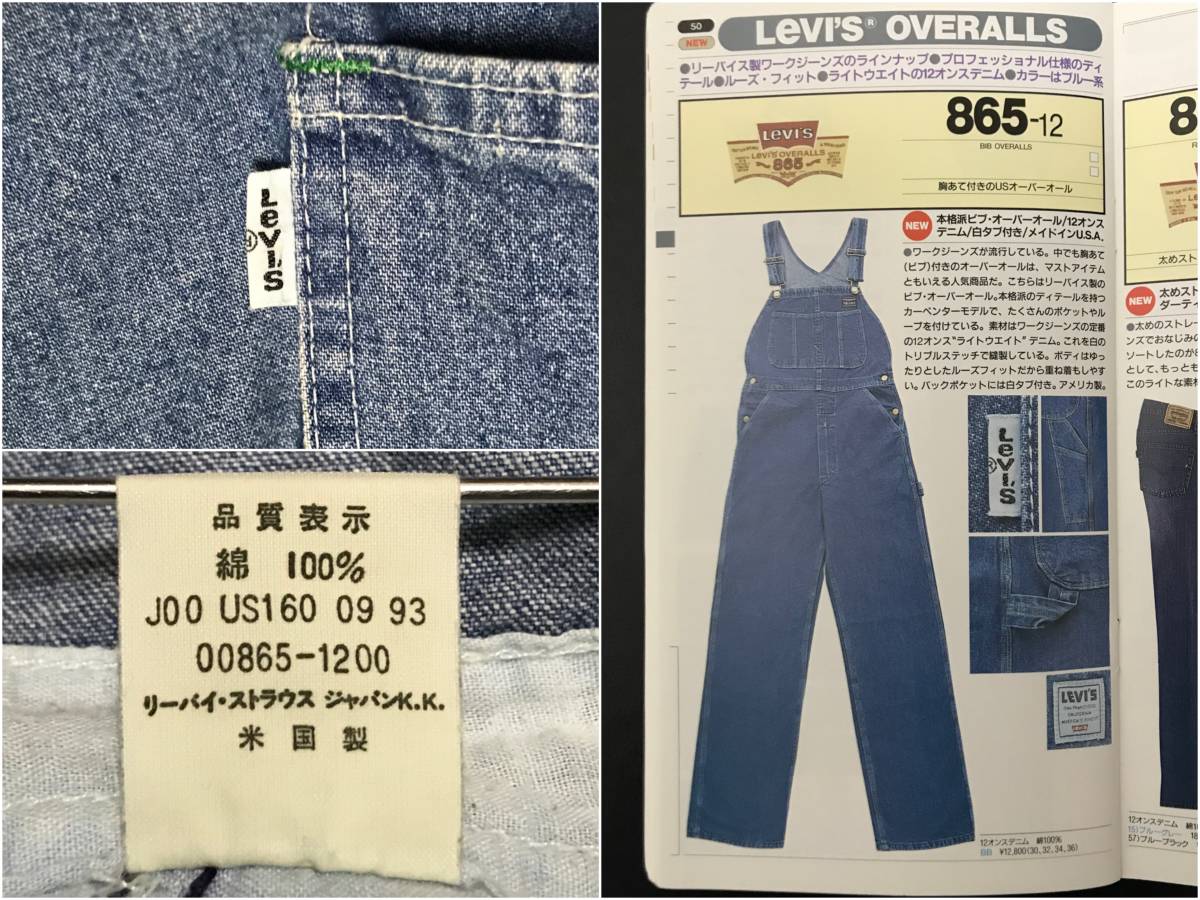 LEVI'S
R
品質表示
綿 100%
J00 US160 09 93
00865-1200
リーバイ・ストラウス ジャパンK.K.
米国製
50
NEW
LEVI'S® OVERALLS
●リーバイス製ワークジーンズのラインナップ●プロフェッショナル仕様のディ
テール●ルーズ・フィット●ライトウエイトの12オンスデニム●カラーはブルー系
LEVI'S
LEVI'S OVERALLS
865
865-12
BIB OVERALLS
胸あて付きのUSオーバーオール
NEW
本格派ビブ・オーバーオール/12オンス
デニム/白タブ付き/メイドインU.S.A.
●ワークジーンズが流行している。中でも胸あて
(ビブ)付きのオーバーオールは、マストアイテム
ともいえる人気商品だ。こちらはリーバイス製の
ビブ・オーバーオール。本格派のディテールを持つ
カーペンターモデルで、たくさんのポケットやルー
プを付けている。素材はワークジーンズの定番
の12オンス“ライトウエイト”デニム。これを白の
トリプルステッチで縫製している。ボディはゆっ
たりとしたルーズフィットだから重ね着もしやす
い。バックポケットには白タブ付き。アメリカ製。
LEVI'S
R
LEVI'S
CALIFORNIA
12オンスデニム 綿100%
BIB ¥12,800(30, 32, 34, 36)
8
太めスト
NEW
太めスト
ダーティ
●太めのストレー
ンズでおなじみの
ソートしたのが8
として、もっとも
このライトな素材
12オンスデニム 綿10
15)ブルーグレー 18
57)ブルーブラック